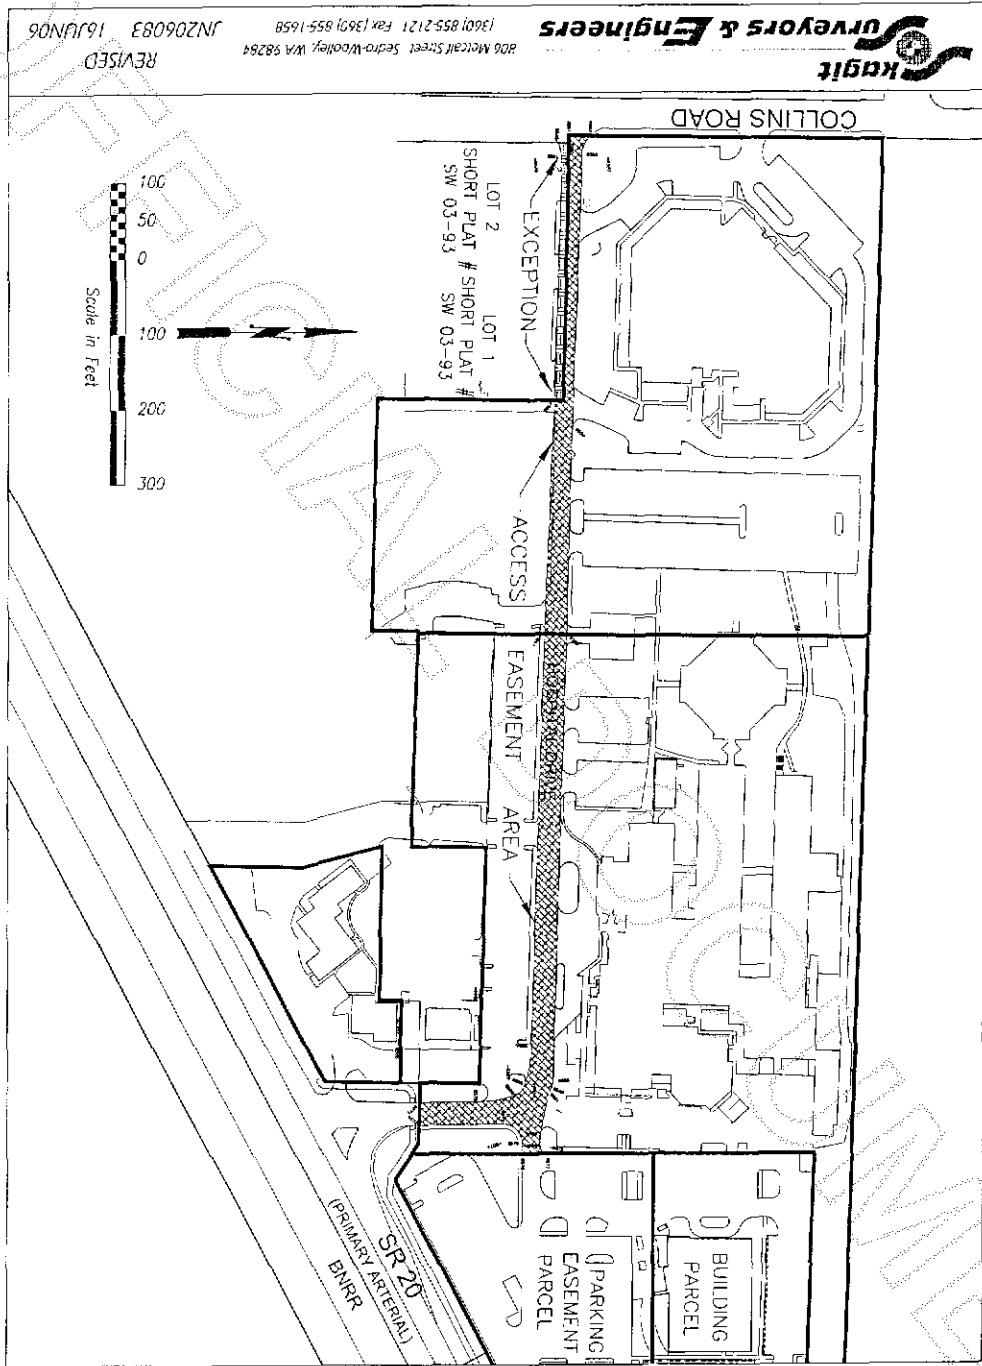 Skagit
Surveyors & Engineers
806 Metcalf Street, Sedro-Woolley, WA 98284
(360) 855-2121 Fax (360) 855-1658
REVISED
JN206083 16JUN06
COLLINS ROAD
LOT 2
SHORT PLAT #
SW 03-93
LOT 1
SHORT PLAT #
SW 03-93
EXCEPTION
ACCESS
EASEMENT
AREA
HOSPITAL DRIVE
100
50
0
100
200
300
Scale in Feet
SR 20
(PRIMARY ARTERIAL)
BNRR
PARKING
EASEMENT
PARCEL
BUILDING
PARCEL